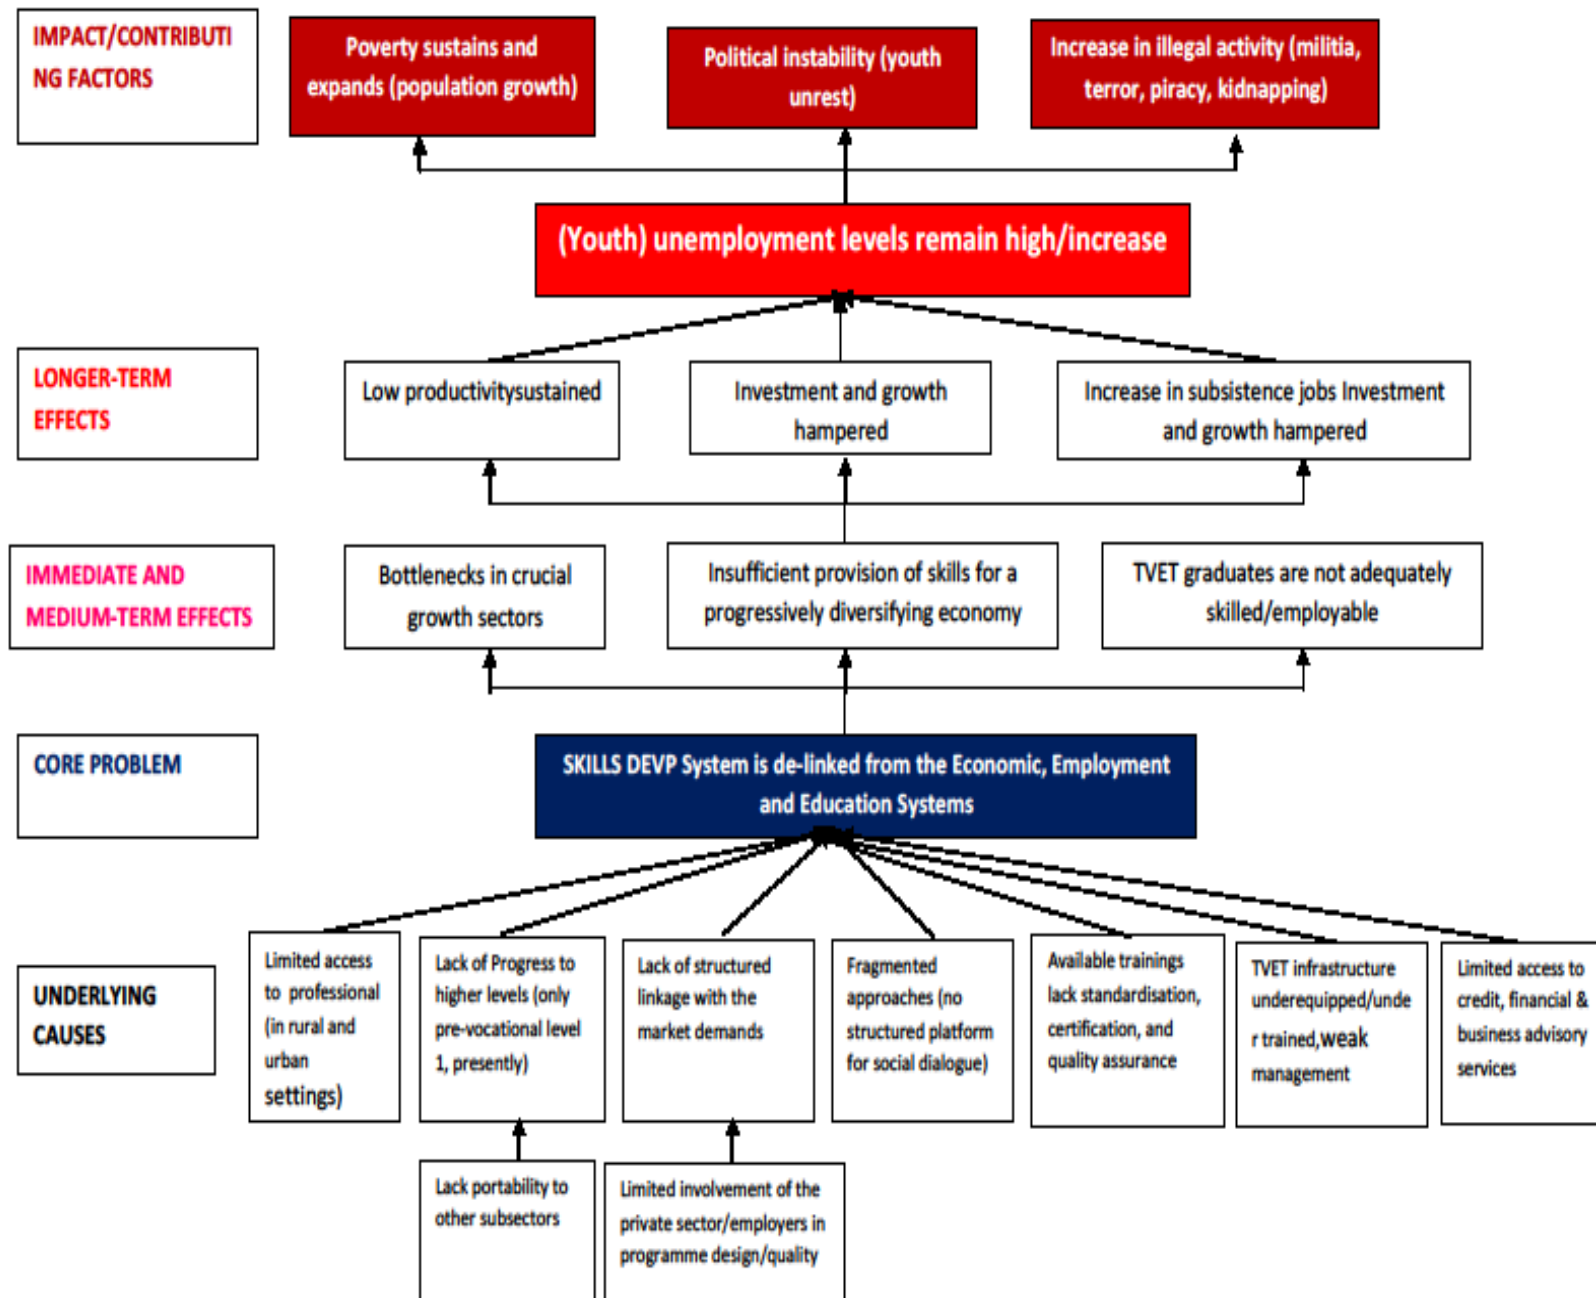 IMPACT/CONTRIBUTI
NG FACTORS
Poverty sustains and
expands (population growth)
Political instability (youth
unrest)
Increase in illegal activity (militia,
terror, piracy, kidnapping)
(Youth) unemployment levels remain high/increase
LONGER-TERM
EFFECTS
Low productivitysustained
Investment and growth
hampered
Increase in subsistence jobs Investment
and growth hampered
IMMEDIATE AND
MEDIUM-TERM EFFECTS
Bottlenecks in crucial
growth sectors
Insufficient provision of skills for a
progressively diversifying economy
TVET graduates are not adequately
skilled/employable
CORE PROBLEM
SKILLS DEVP System is de-linked from the Economic, Employment
and Education Systems
UNDERLYING
CAUSES
Limited access
to professional
(in rural and
urban
settings)
Lack of Progress to
higher levels (only
pre-vocational level
1, presently)
Lack of structured
linkage with the
market demands
Fragmented
approaches (no
structured platform
for social dialogue)
Available trainings
lack standardisation,
certification, and
quality assurance
TVET infrastructure
underequipped/unde
r trained,weak
management
Limited access to
credit, financial &
business advisory
services
Lack portability to
other subsectors
Limited involvement of the
private sector/employers in
programme design/quality